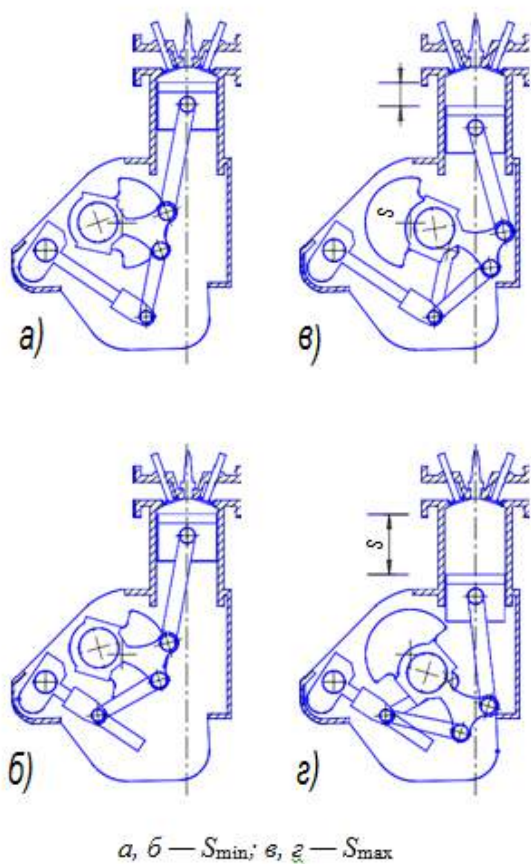 S
а)
в)
S
б)
г)
а, б — Smin; в, г — Smax